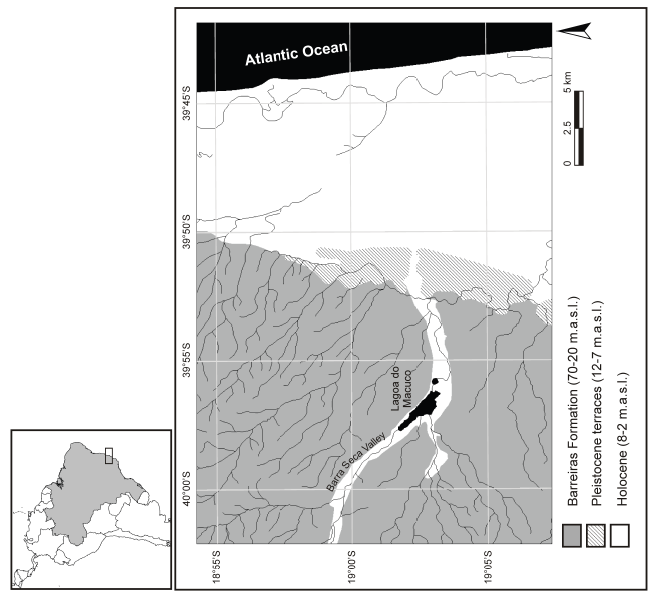 Atlantic Ocean
39°45'S
39°50'S
39°55'S
40°00'S
18°55'S
19°00'S
19°05'S
Lagoa do
Macuco
Barra Seca Valley
0 2.5 5 km
Barreiras Formation (70-20 m.a.s.l.)
Pleistocene terraces (12-7 m.a.s.l.)
Holocene (8-2 m.a.s.l.)